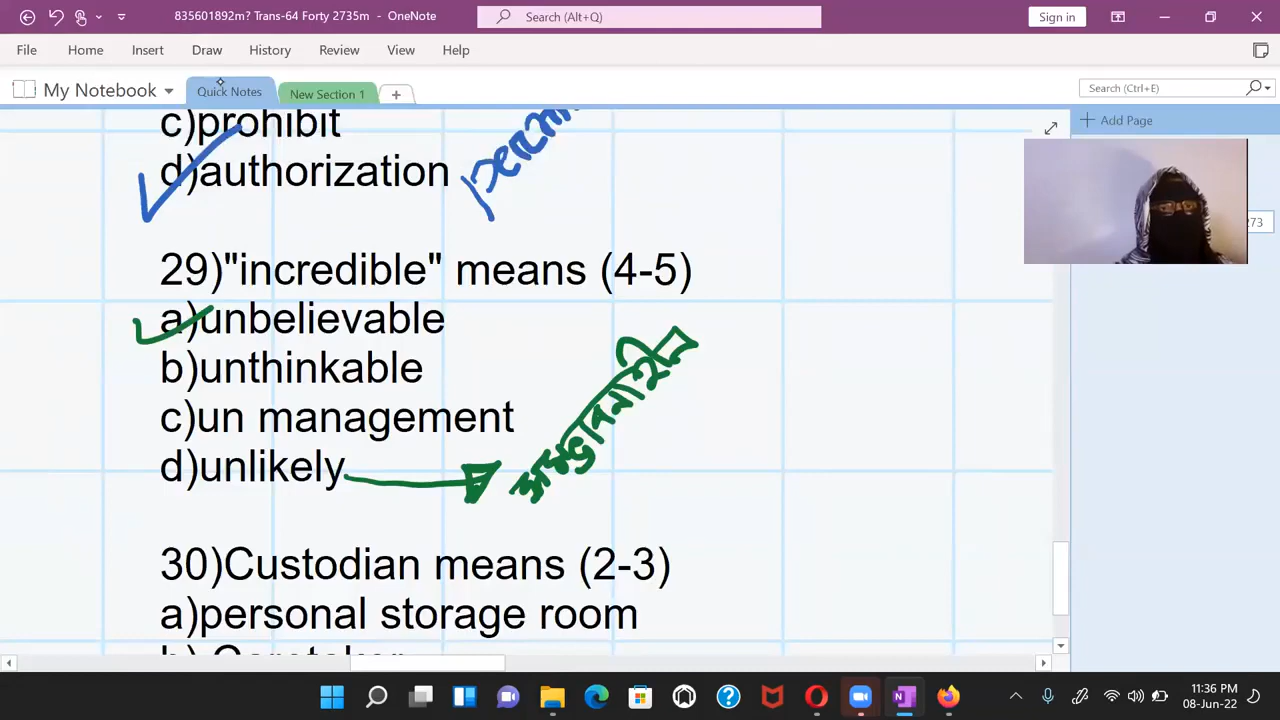 835601892m? Trans-64 Forty 2735m - OneNote
Search (Alt+Q)
Sign in
File Home Insert Draw History Review View Help
My Notebook
Quick Notes
New Section 1
Search (Ctrl+E)
Add Page
c)prohibit
d)authorization
273
29)"incredible" means (4-5)
a)unbelievable
b)unthinkable
c)un management
d)unlikely
30)Custodian means (2-3)
a)personal storage room
b) Caretaker
11:36 PM
08-Jun-22